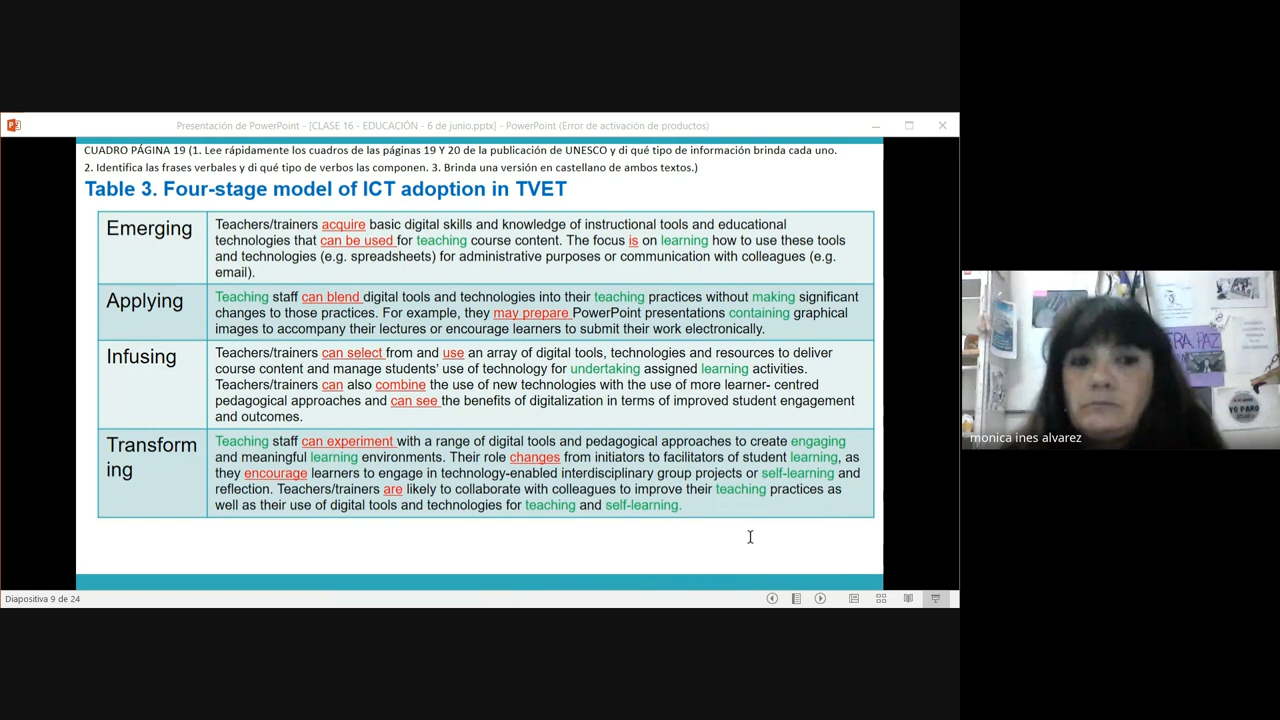 Presentación de PowerPoint - [CLASE 16 - EDUCACIÓN - 6 de junio.pptx] - PowerPoint (Error de activación de productos)
CUADRO PÁGINA 19 (1. Lee rápidamente los cuadros de las páginas 19 Y 20 de la publicación de UNESCO y di qué tipo de información brinda cada uno.
2. Identifica las frases verbales y di qué tipo de verbos las componen. 3. Brinda una versión en castellano de ambos textos.)
Table 3. Four-stage model of ICT adoption in TVET
Emerging
Teachers/trainers acquire basic digital skills and knowledge of instructional tools and educational
technologies that can be used for teaching course content. The focus is on learning how to use these tools
and technologies (e.g. spreadsheets) for administrative purposes or communication with colleagues (e.g.
email).
Applying
Teaching staff can blend digital tools and technologies into their teaching practices without making significant
changes to those practices. For example, they may prepare PowerPoint presentations containing graphical
images to accompany their lectures or encourage learners to submit their work electronically.
Infusing
Teachers/trainers can select from and use an array of digital tools, technologies and resources to deliver
course content and manage students' use of technology for undertaking assigned learning activities.
Teachers/trainers can also combine the use of new technologies with the use of more learner- centred
pedagogical approaches and can see the benefits of digitalization in terms of improved student engagement
and outcomes.
Transform
ing
Teaching staff can experiment with a range of digital tools and pedagogical approaches to create engaging
and meaningful learning environments. Their role changes from initiators to facilitators of student learning, as
they encourage learners to engage in technology-enabled interdisciplinary group projects or self-learning and
reflection. Teachers/trainers are likely to collaborate with colleagues to improve their teaching practices as
well as their use of digital tools and technologies for teaching and self-learning.
Diapositiva 9 de 24
ERA PAZ
YO PARO
monica ines alvarez